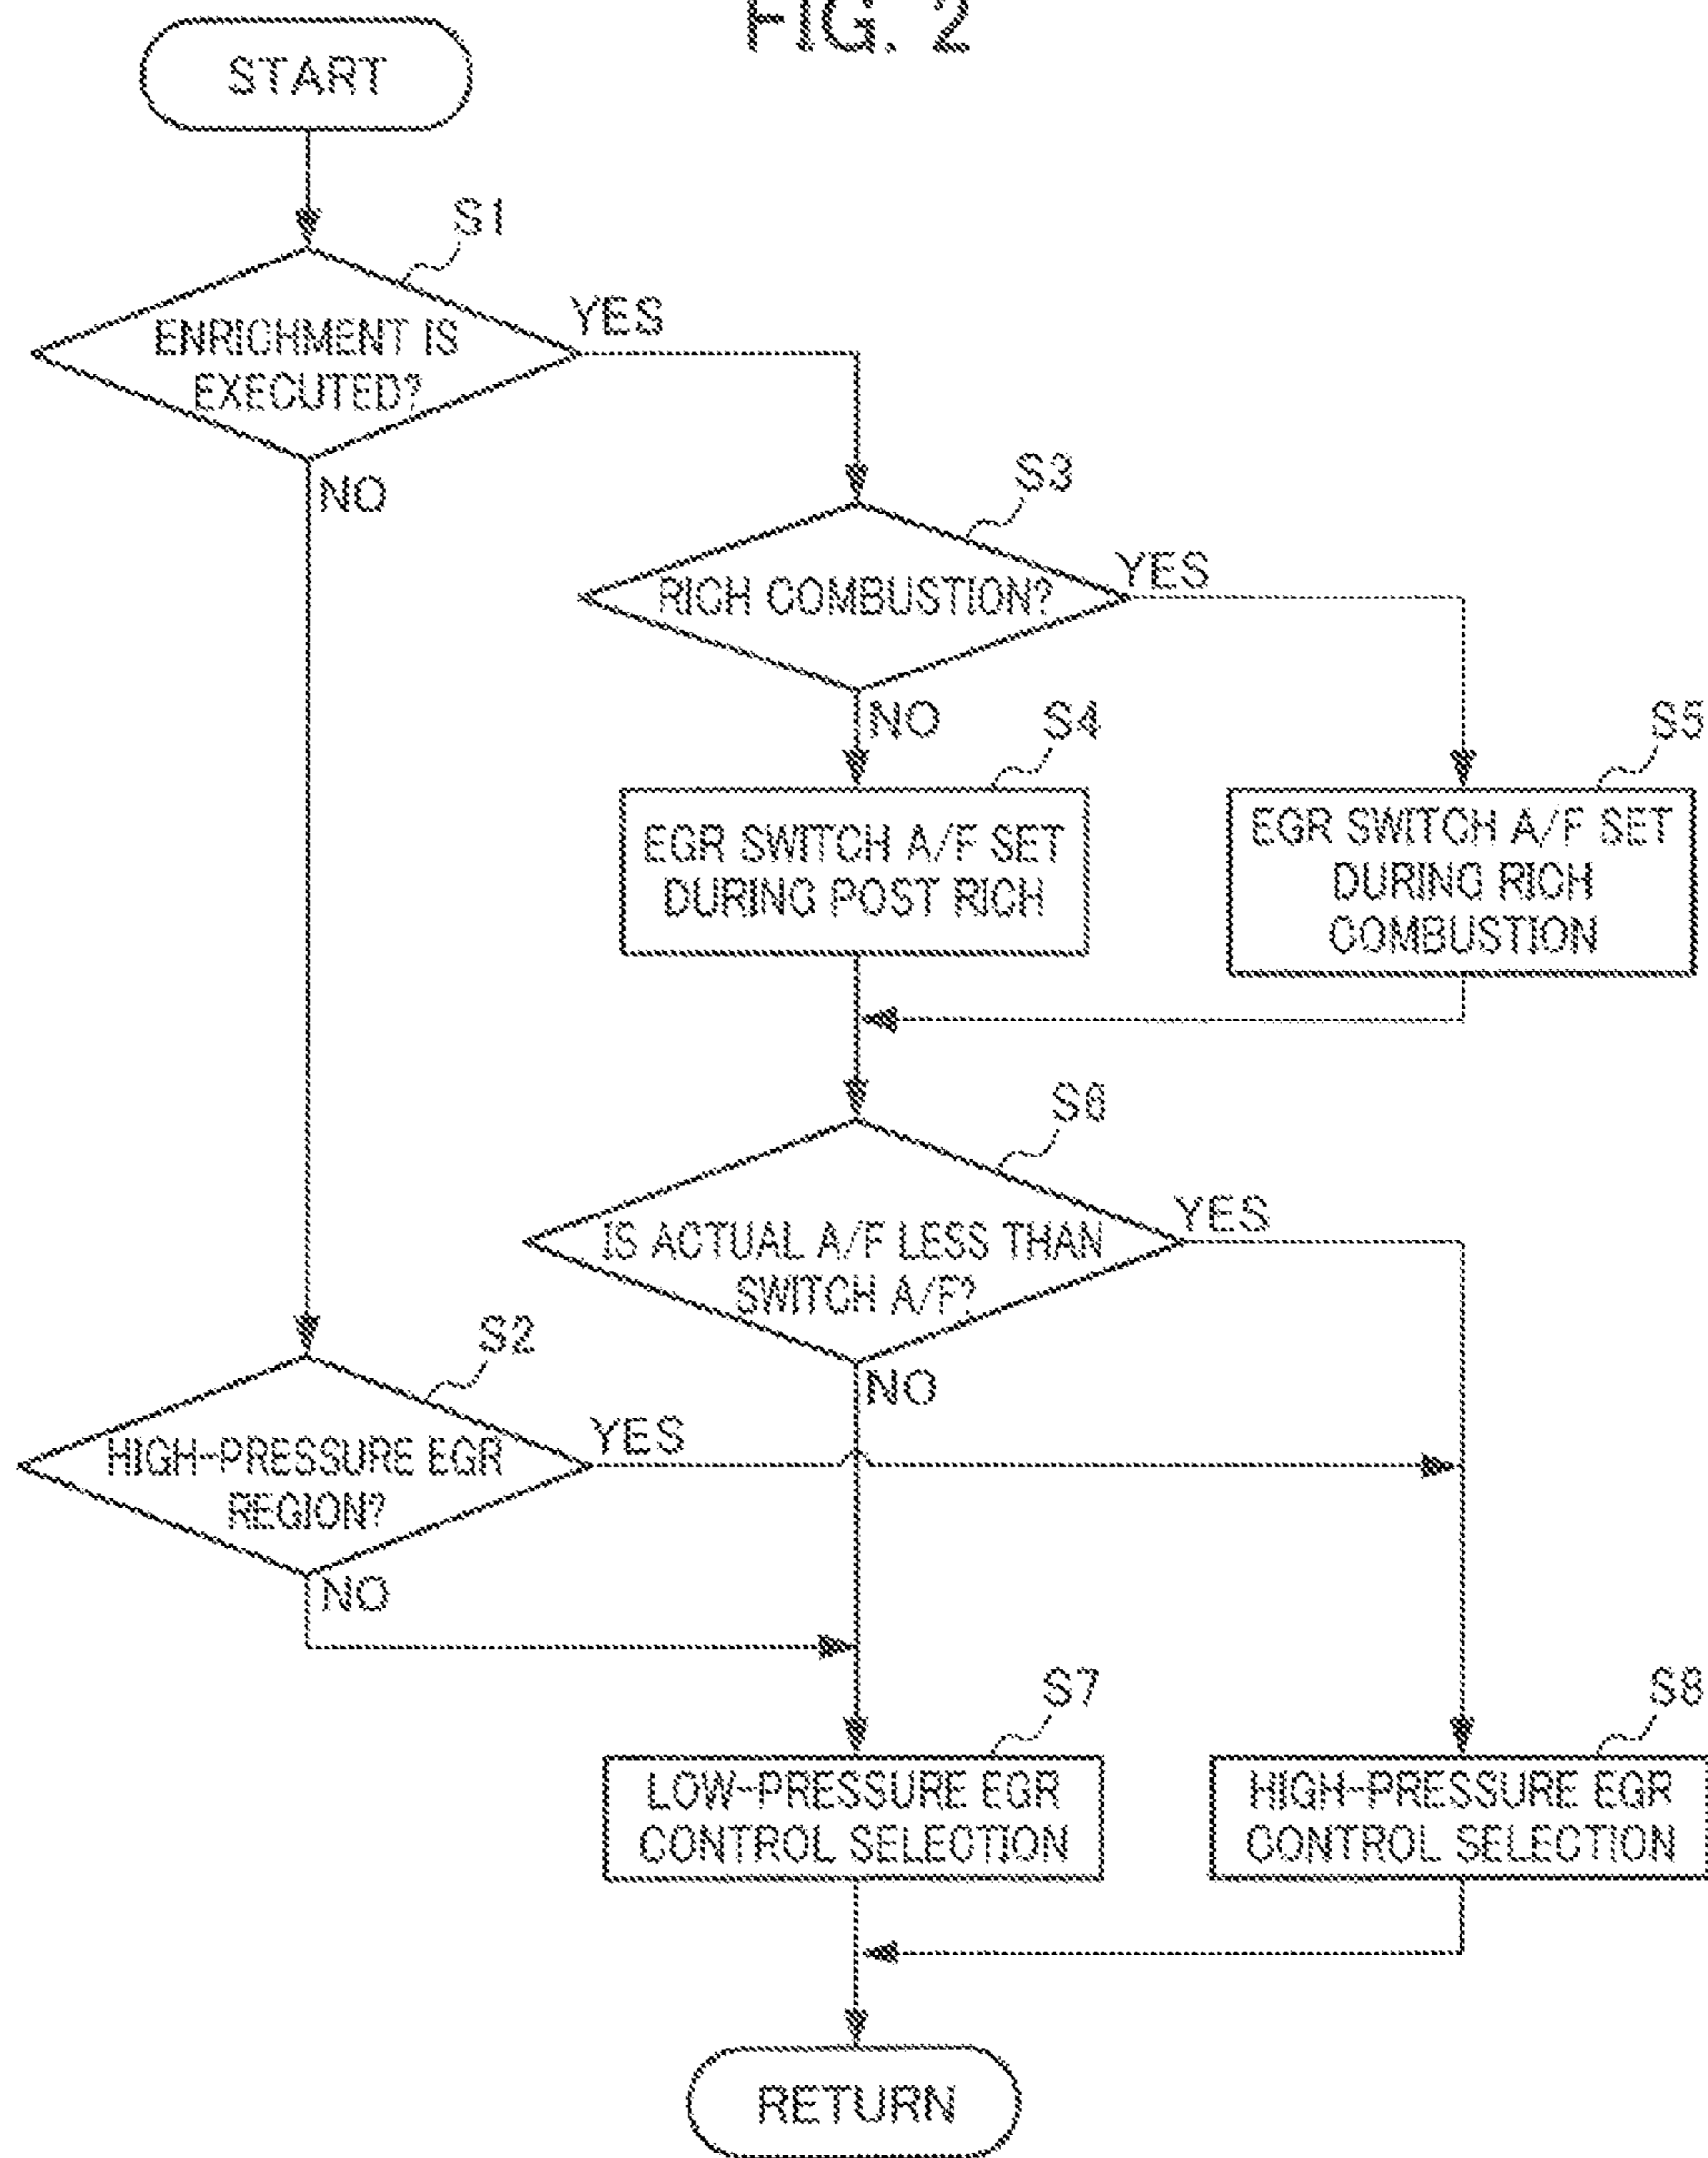 FIG. 2
START
S1
ENRICHMENT IS
EXECUTED?
YES
NO
S3
RICH COMBUSTION?
YES
NO
S4
EGR SWITCH A/F SET
DURING POST RICH
S5
EGR SWITCH A/F SET
DURING RICH
COMBUSTION
S6
IS ACTUAL A/F LESS THAN
SWITCH A/F?
YES
NO
S2
HIGH-PRESSURE EGR
REGION?
YES
NO
S7
LOW-PRESSURE EGR
CONTROL SELECTION
S8
HIGH-PRESSURE EGR
CONTROL SELECTION
RETURN